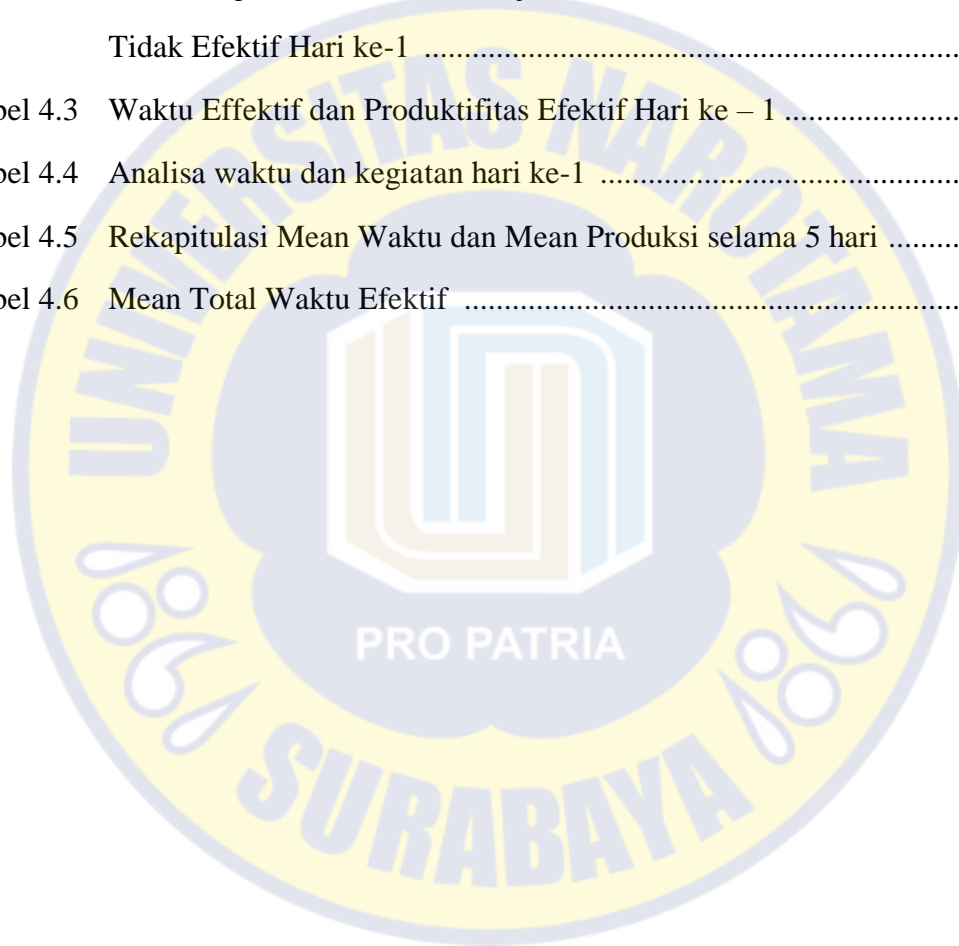 Tidak Efektif Hari ke-1 ....................................................................
bel 4.3 Waktu Effektif dan Produktifitas Efektif Hari ke – 1 ......................
bel 4.4 Analisa waktu dan kegiatan hari ke-1 .............................................
bel 4.5 Rekapitulasi Mean Waktu dan Mean Produksi selama 5 hari .........
bel 4.6 Mean Total Waktu Efektif ..............................................................
UNIVERSITAS NAROTAMA
PRO PATRIA
SURABAYA